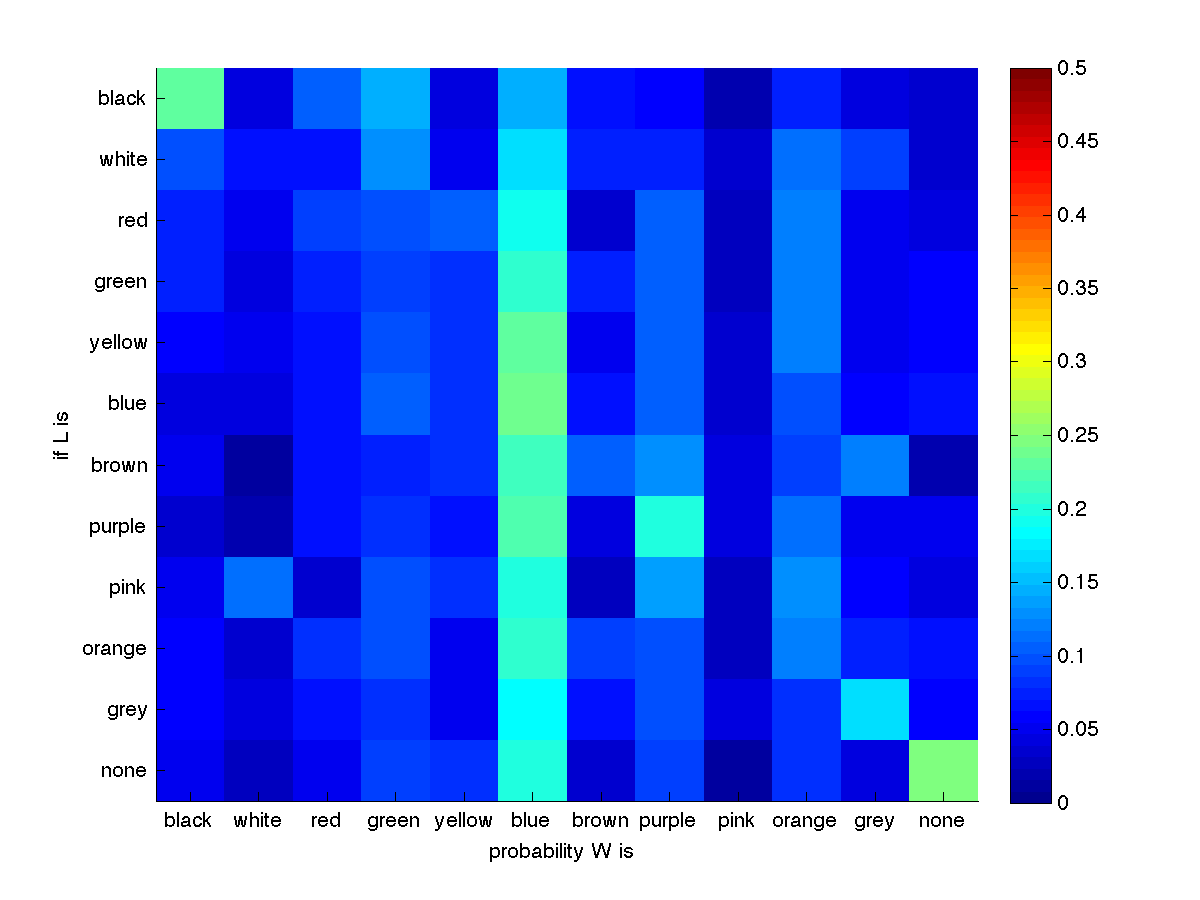 0.5
black
0.45
white
0.4
red
0.35
green
0.3
yellow
0.25
blue
if L is
brown
0.2
purple
0.15
pink
0.1
orange
0.05
grey
none
0
black white red green yellow blue brown purple pink orange grey none
probability W is